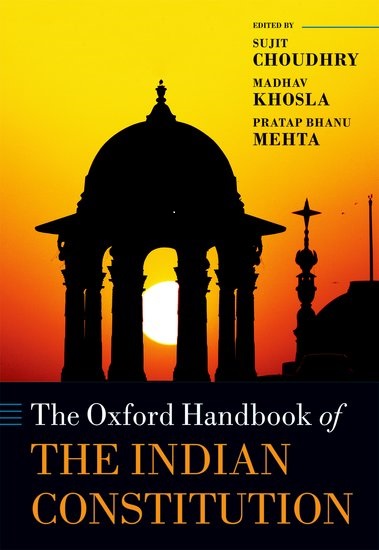 EDITED BY
SUJIT
CHOUDHRY
MADHAV
KHOSLA
PRATAP BHANU
MEHTA
The Oxford Handbook of
THE INDIAN
CONSTITUTION